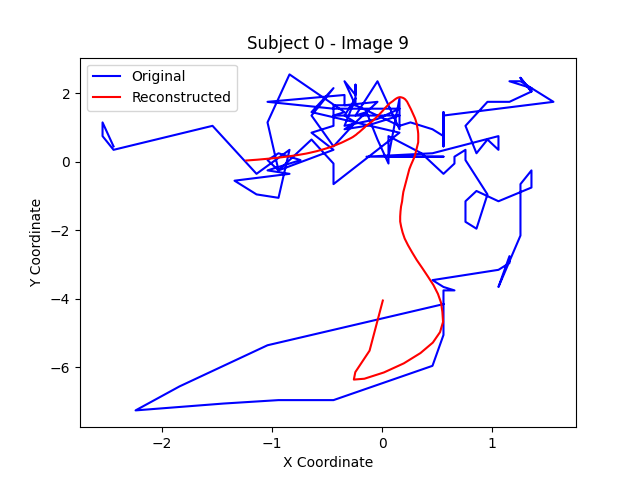 Subject 0 - Image 9
Original
Reconstructed
Y Coordinate
2
0
−2
−4
−6
−2
−1
0
1
X Coordinate